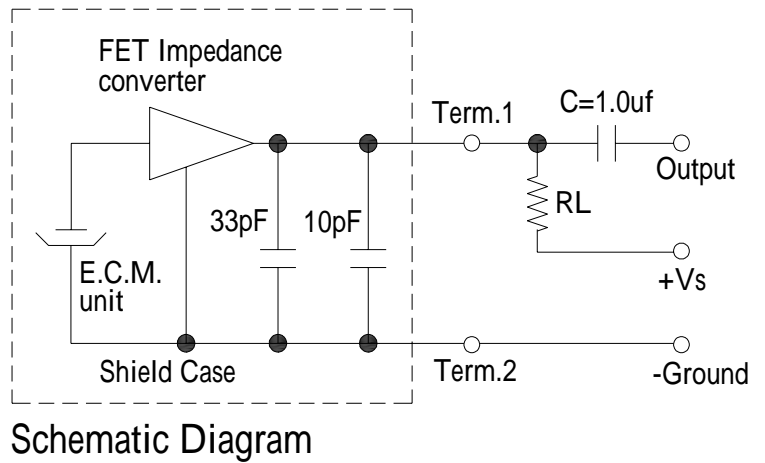 FET Impedance
converter
Term.1
C=1.0uf
Output
33pF
10pF
RL
E.C.M.
unit
+Vs
Shield Case
Term.2
-Ground
Schematic Diagram